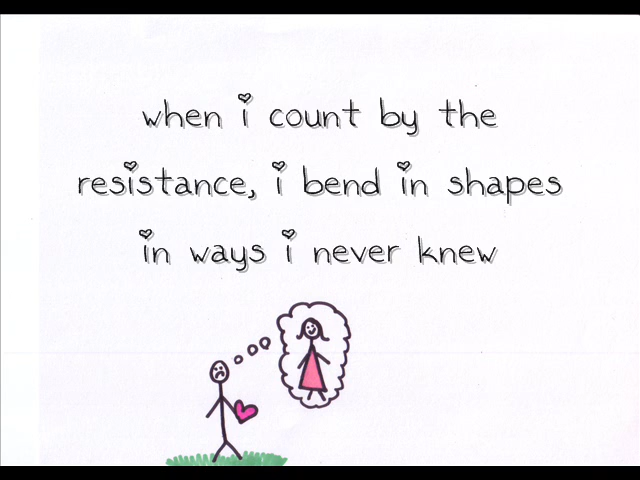 when i count by the
resistance, i bend in shapes
in ways i never knew